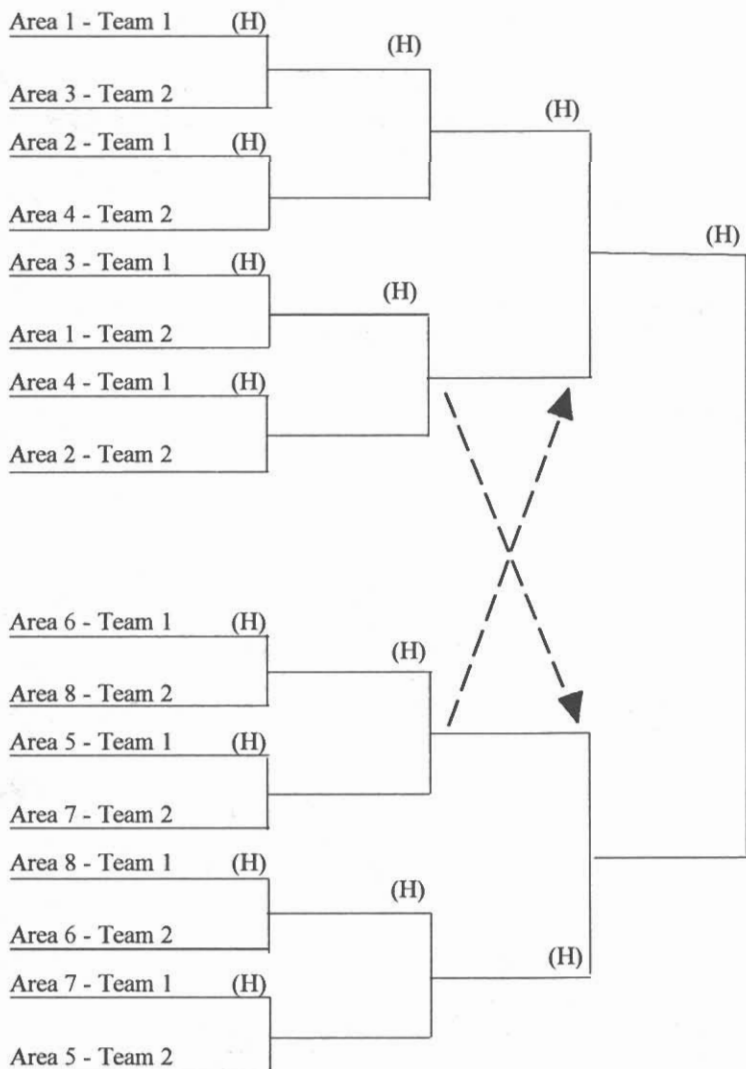 Area 1 - Team 1 (H)
(H)
Area 3 - Team 2
(H)
Area 2 - Team 1 (H)
Area 4 - Team 2
(H)
Area 3 - Team 1 (H)
(H)
Area 1 - Team 2
Area 4 - Team 1 (H)
Area 2 - Team 2
Area 6 - Team 1 (H)
(H)
Area 8 - Team 2
Area 5 - Team 1 (H)
Area 7 - Team 2
Area 8 - Team 1 (H)
(H)
Area 6 - Team 2
(H)
Area 7 - Team 1 (H)
Area 5 - Team 2